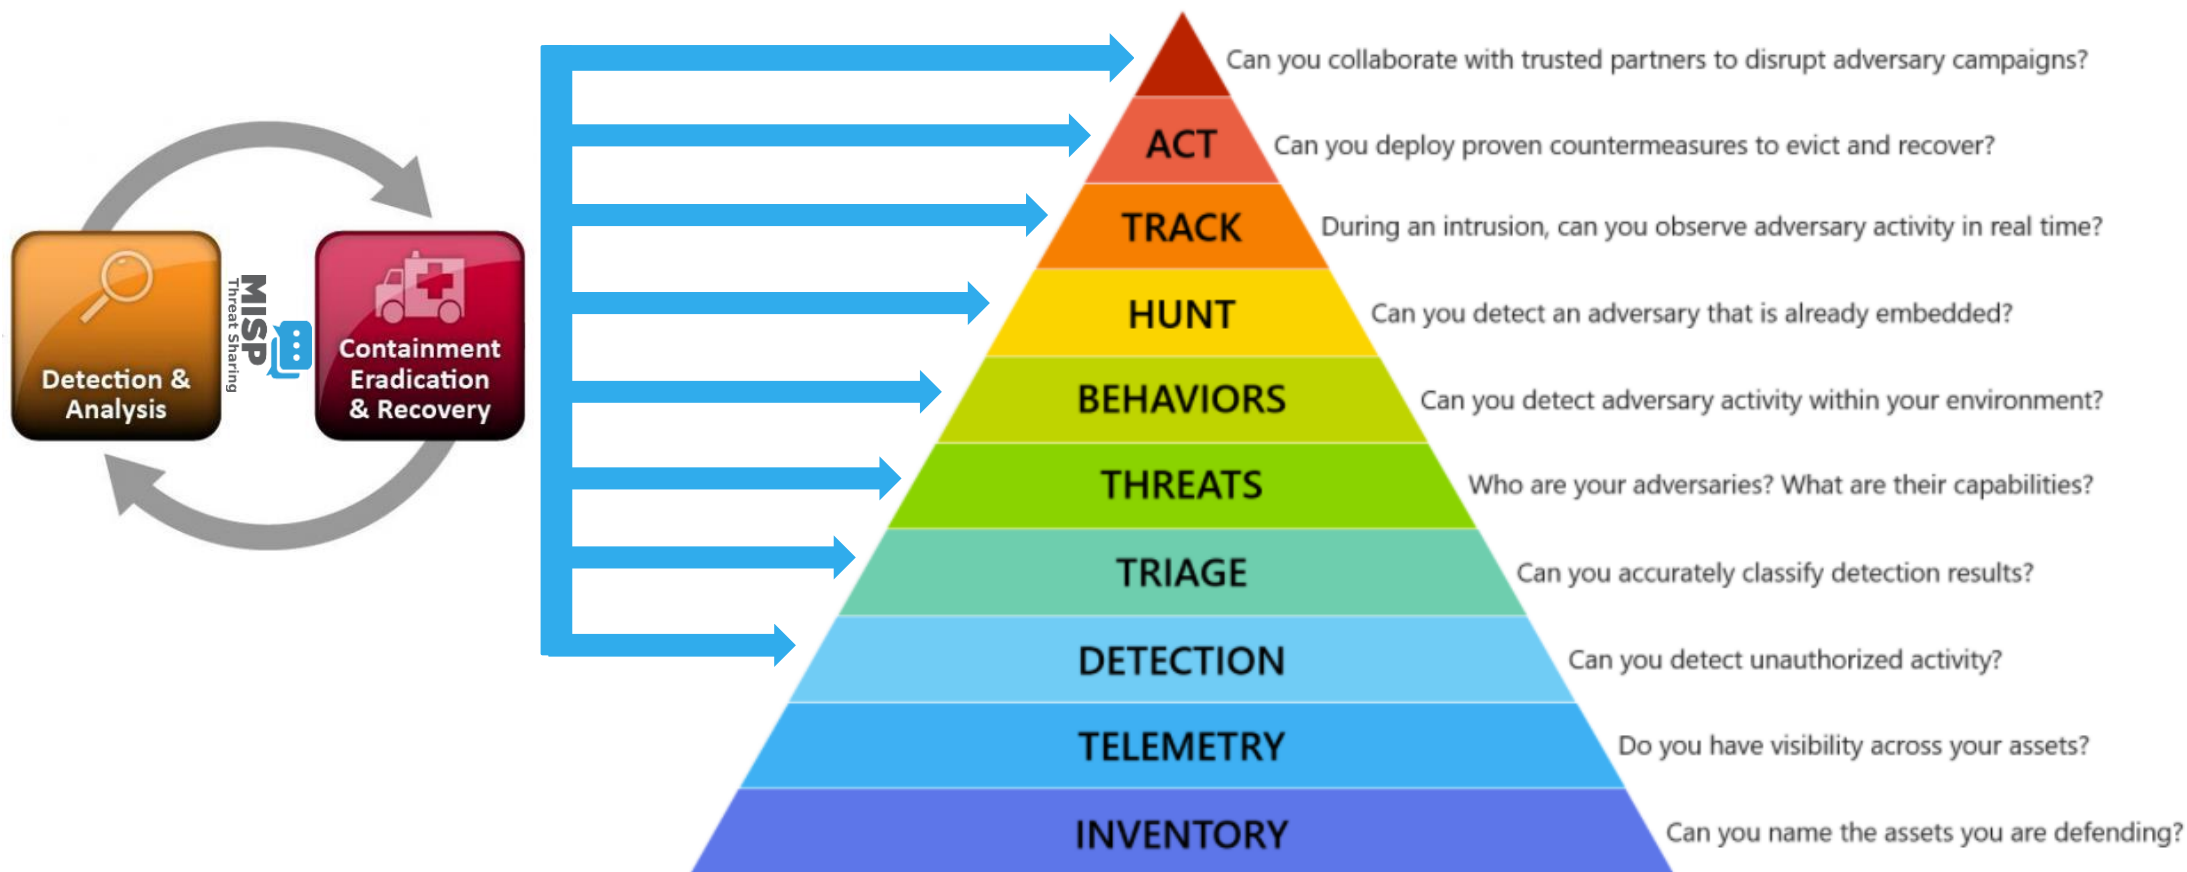 Detection &
Analysis
MISP
Threat Sharing
Containment
Eradication
& Recovery
Can you collaborate with trusted partners to disrupt adversary campaigns?
ACT
Can you deploy proven countermeasures to evict and recover?
TRACK
During an intrusion, can you observe adversary activity in real time?
HUNT
Can you detect an adversary that is already embedded?
BEHAVIORS
Can you detect adversary activity within your environment?
THREATS
Who are your adversaries? What are their capabilities?
TRIAGE
Can you accurately classify detection results?
DETECTION
Can you detect unauthorized activity?
TELEMETRY
Do you have visibility across your assets?
INVENTORY
Can you name the assets you are defending?